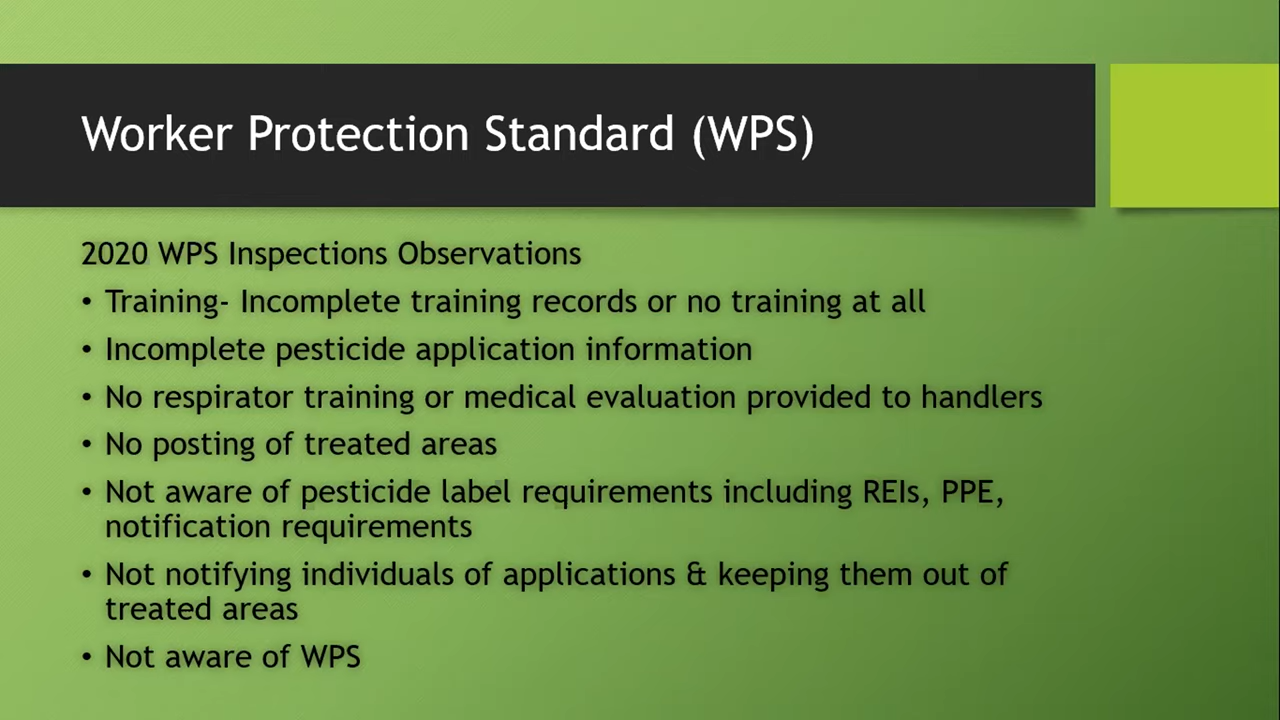 Worker Protection Standard (WPS)
2020 WPS Inspections Observations
• Training- Incomplete training records or no training at all
• Incomplete pesticide application information
• No respirator training or medical evaluation provided to handlers
• No posting of treated areas
• Not aware of pesticide label requirements including REIs, PPE,
notification requirements
• Not notifying individuals of applications & keeping them out of
treated areas
• Not aware of WPS